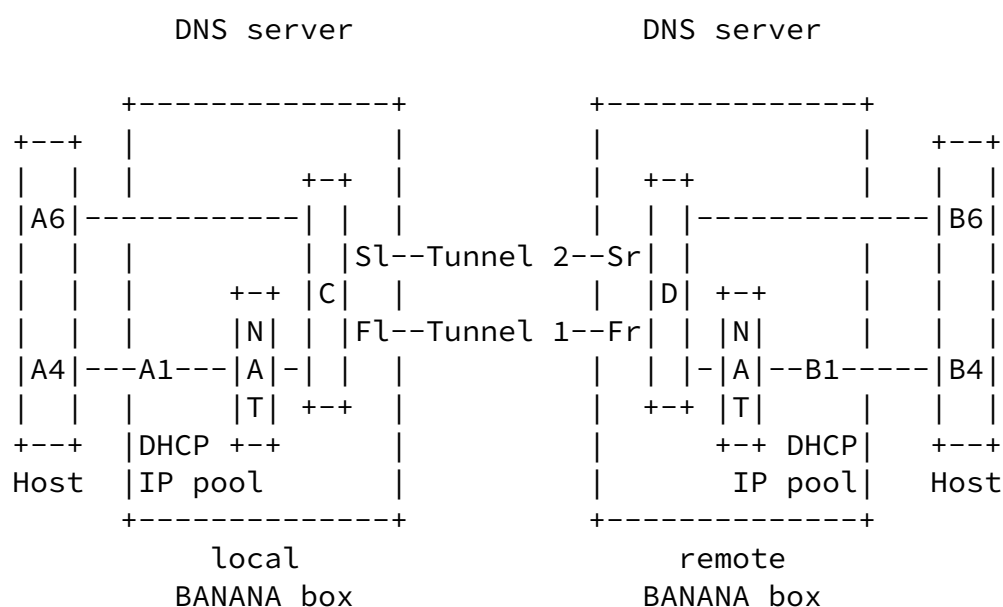 DNS server                DNS server

       +--------------+          +--------------+
 +--+  |              |          |              |   +--+
 |  |  |         +-+  |          |  +-+         |   |  |
 |A6|------------| |  |          |  | |-------------|B6|
 |  |  |         | |Sl--Tunnel 2--Sr| |         |   |  |
 |  |  |     +-+ |C|  |          |  |D| +-+     |   |  |
 |  |  |     |N| | |Fl--Tunnel 1--Fr| | |N|     |   |  |
 |A4|---A1---|A|-| |  |          |  | |-|A|--B1-----|B4|
 |  |  |     |T| +-+  |          |  +-+ |T|     |   |  |
 +--+  |DHCP +-+      |          |      +-+ DHCP|   +--+
 Host  |IP pool       |          |       IP pool|   Host
       +--------------+          +--------------+
            local                     remote
          BANANA box                BANANA box